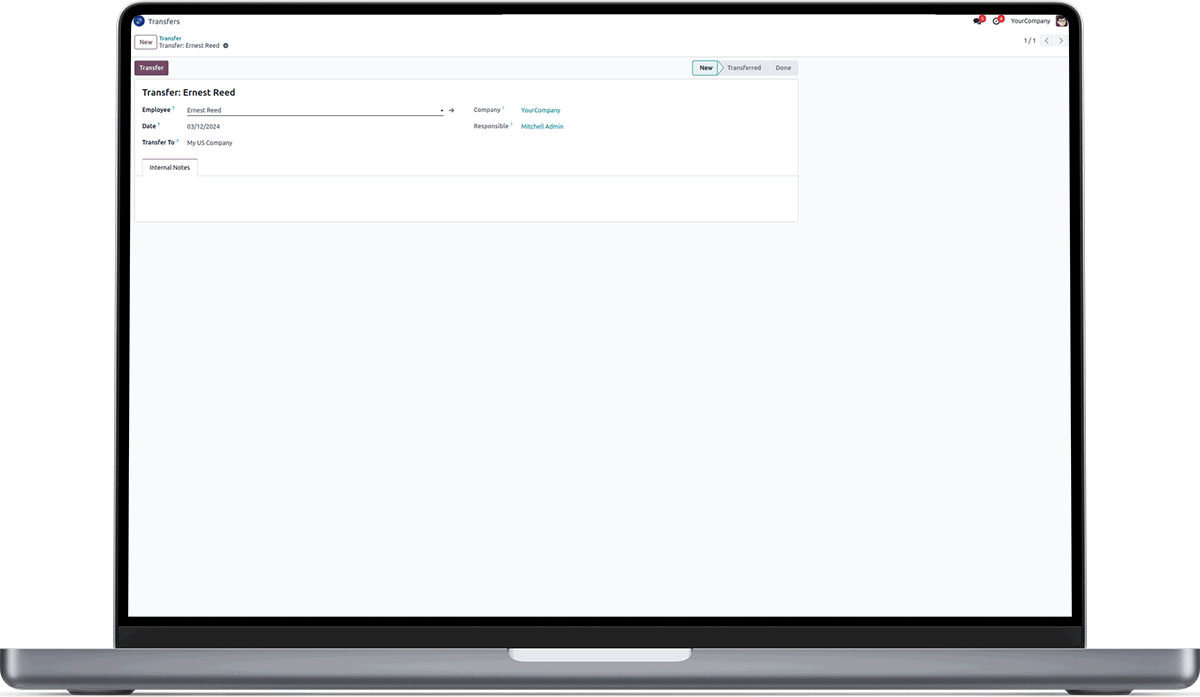 Transfers
YourCompany
New
Transfer
Transfer: Ernest Reed
1 / 1
Transfer
New
Transferred
Done
Transfer: Ernest Reed
Employee ?
Ernest Reed
Company ?
YourCompany
Date ?
03/12/2024
Responsible ?
Mitchell Admin
Transfer To ?
My US Company
Internal Notes